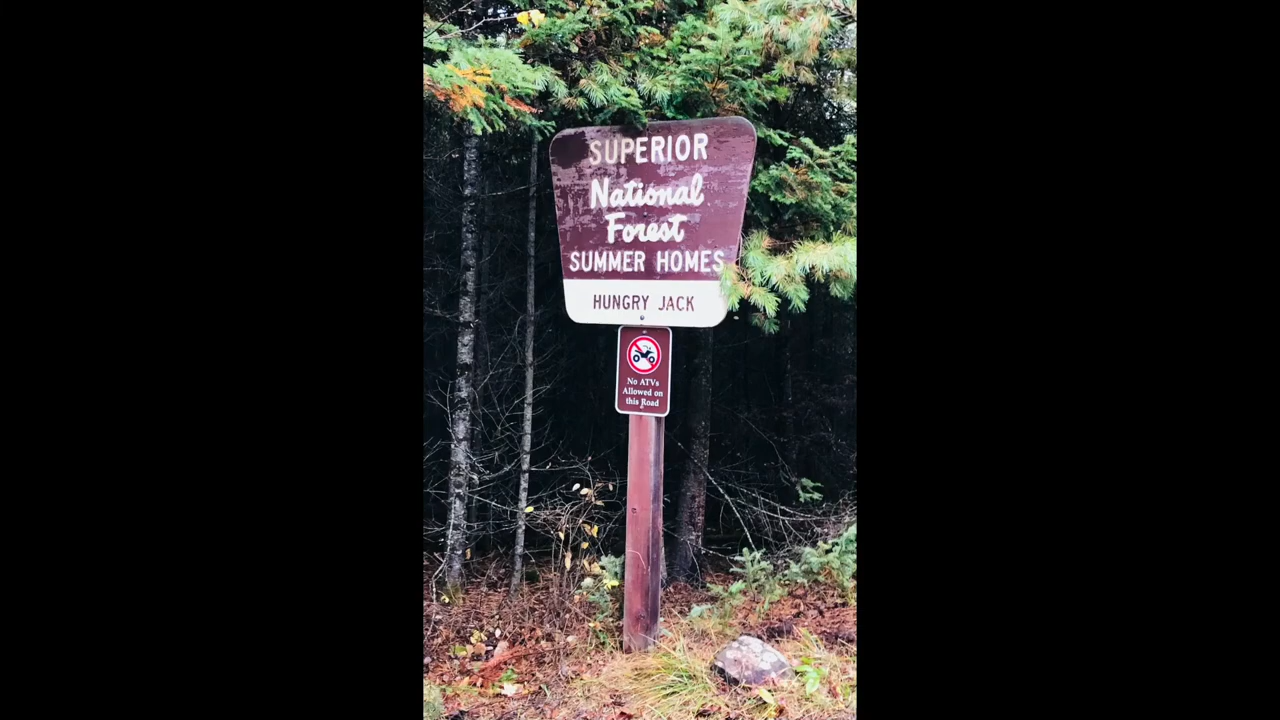 SUPERIOR
National
Forest
SUMMER HOMES
HUNGRY JACK
No ATVs
Allowed on
this Road